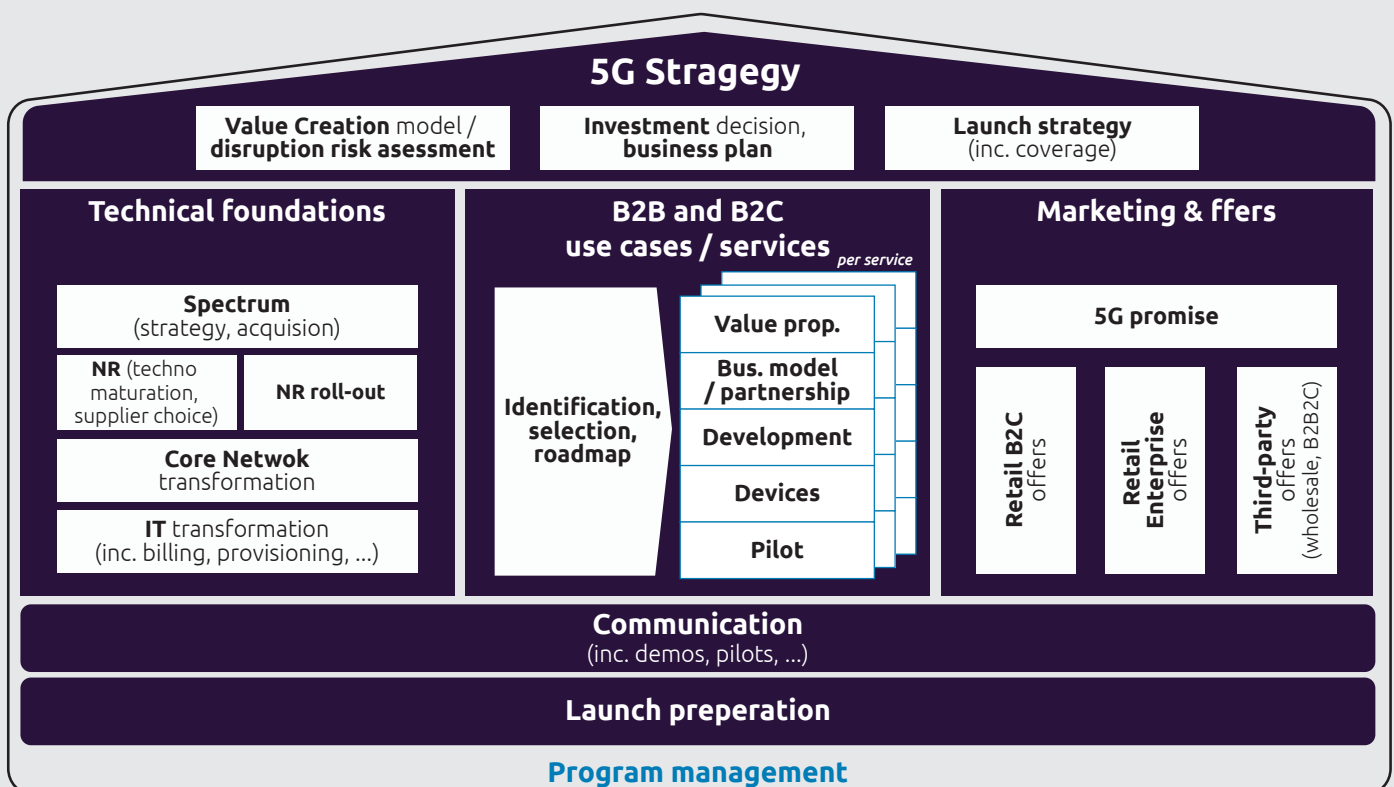 5G Stragegy
Value Creation model /
disruption risk asessment
Investment decision,
business plan
Launch strategy
(inc. coverage)
Technical foundations
Spectrum
(strategy, acquision)
NR (techno
maturation,
supplier choice)
NR roll-out
Core Netwok
transformation
IT transformation
(inc. billing, provisioning, ...)
B2B and B2C
use cases / services
per service
Identification,
selection,
roadmap
Value prop.
Bus. model
/ partnership
Development
Devices
Pilot
Marketing & ffers
5G promise
Retail B2C
offers
Retail
Enterprise
offers
Third-party
offers
(wholesale, B2B2C)
Communication
(inc. demos, pilots, ...)
Launch preperation
Program management